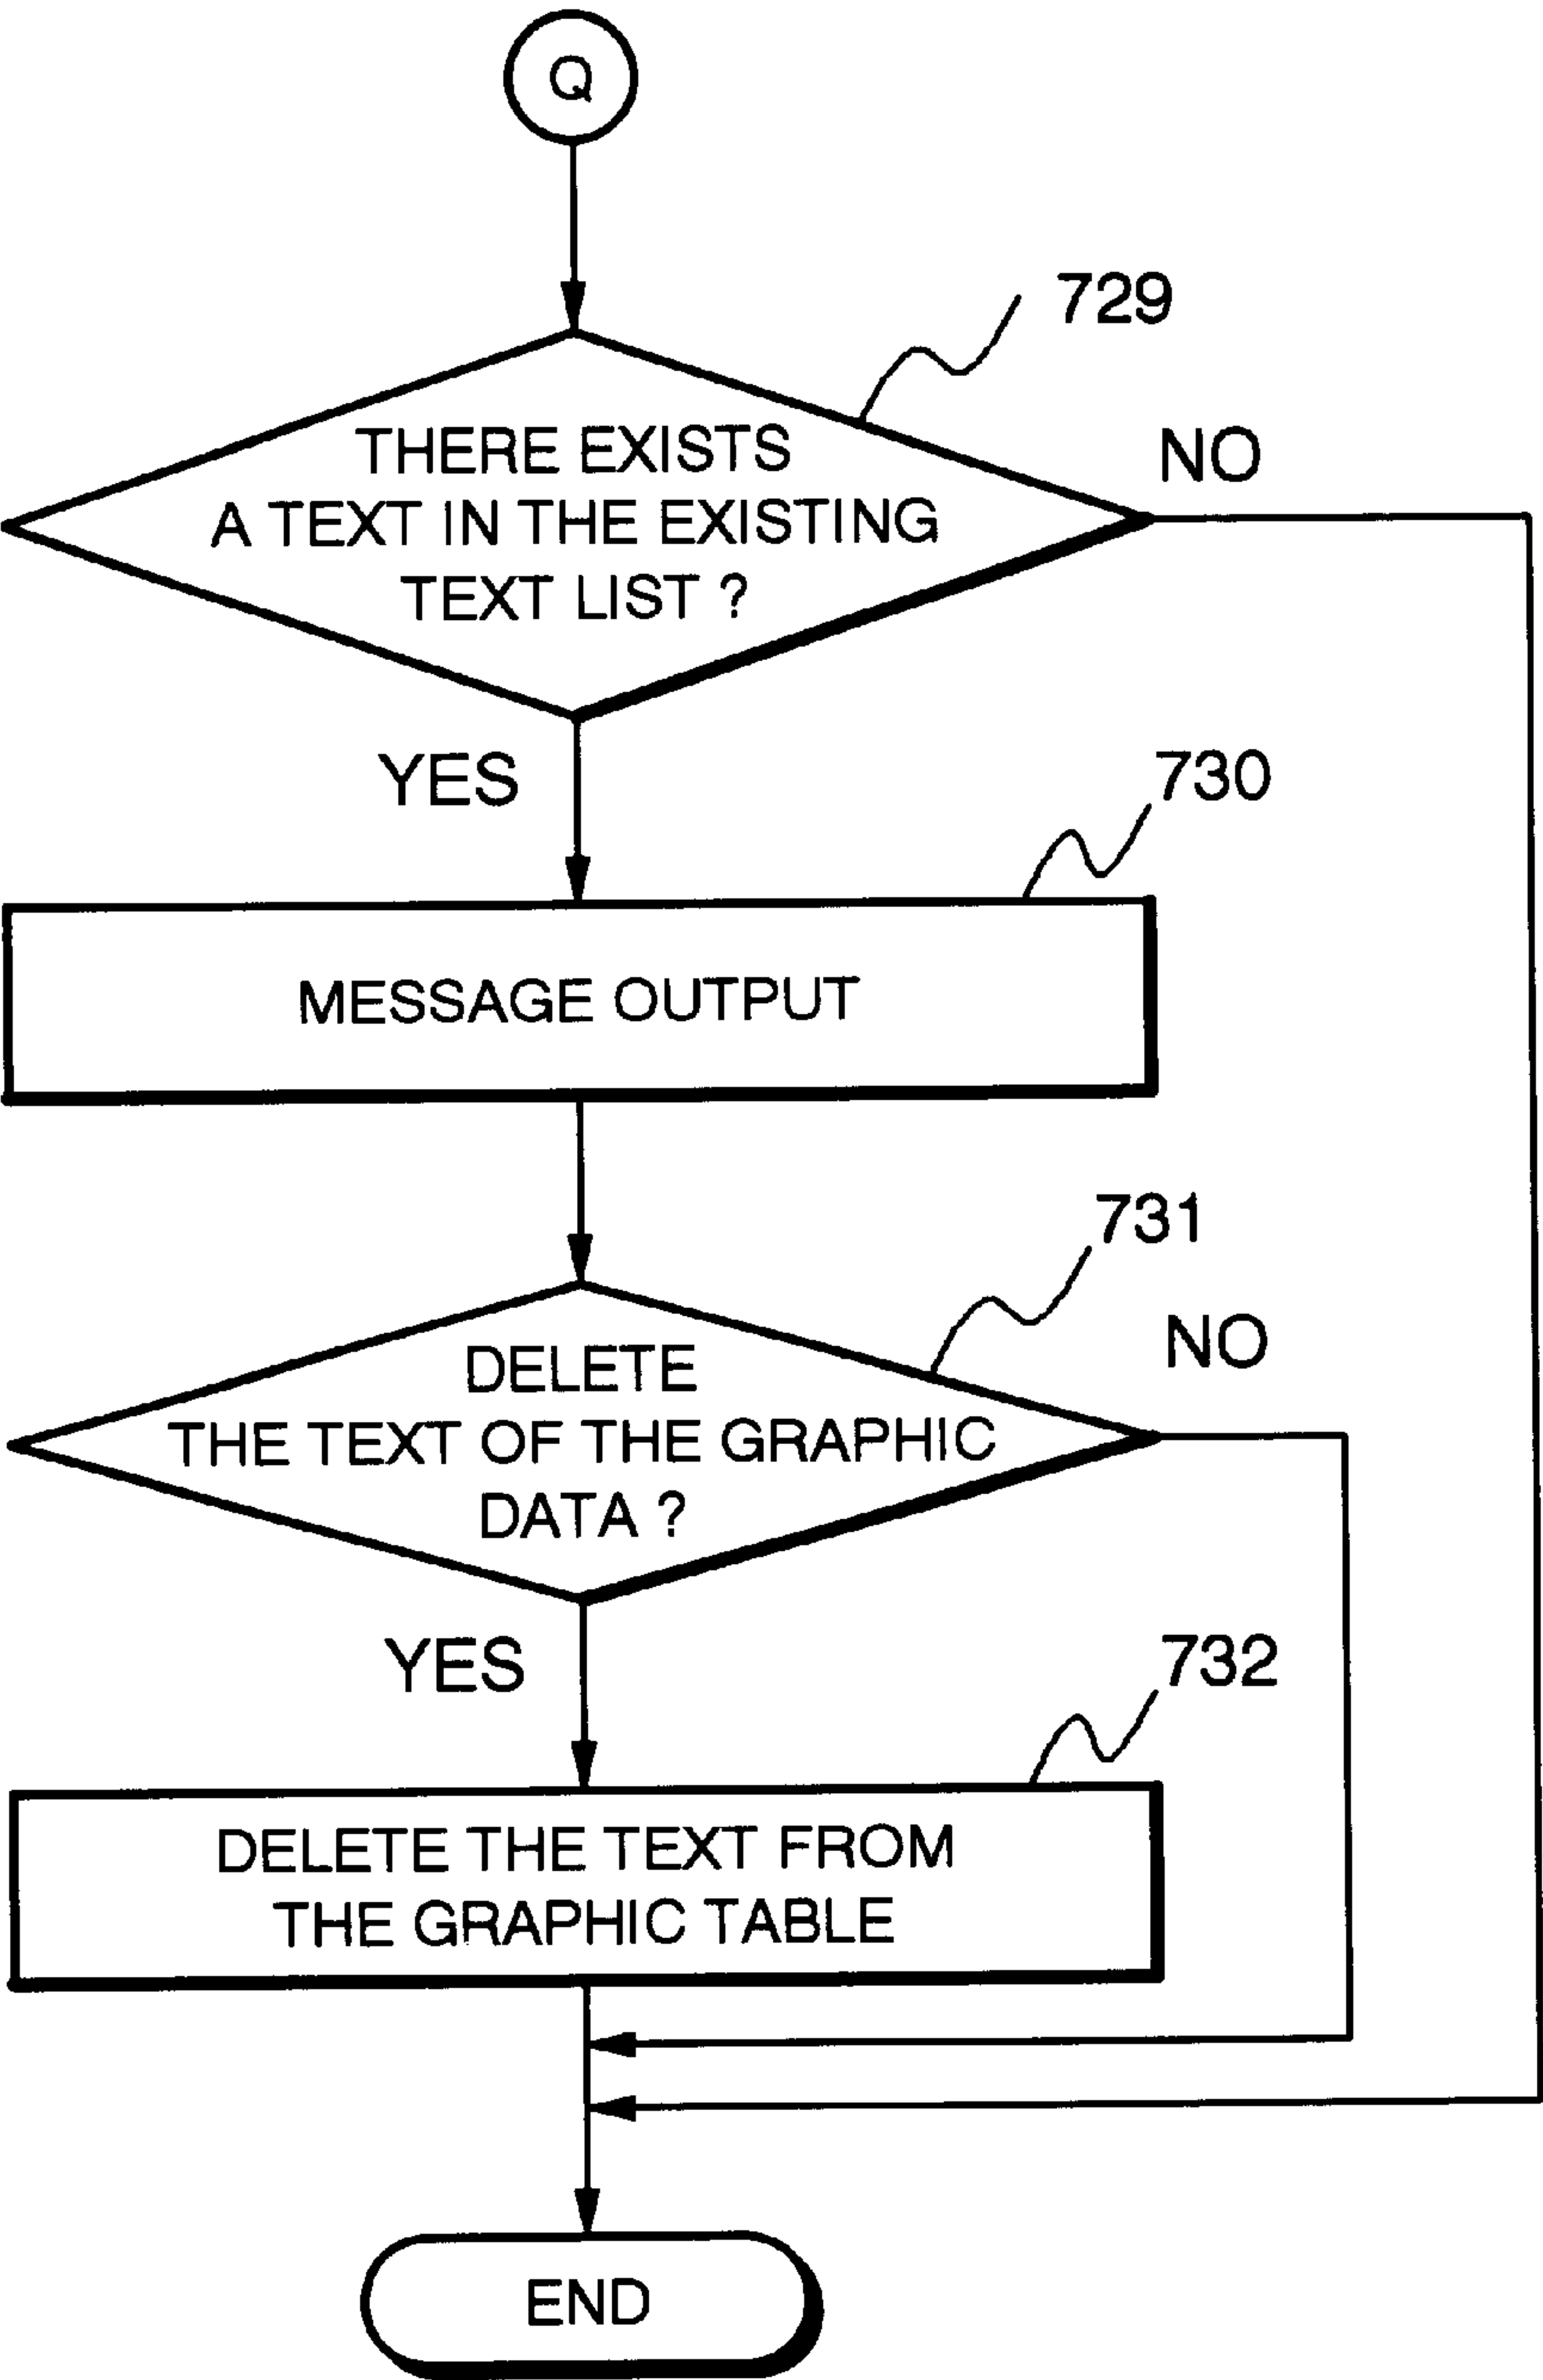 Q
729
THERE EXISTS
A TEXT IN THE EXISTING
TEXT LIST ?
NO
YES
730
MESSAGE OUTPUT
731
DELETE
THE TEXT OF THE GRAPHIC
DATA ?
NO
YES
732
DELETE THE TEXT FROM
THE GRAPHIC TABLE
END